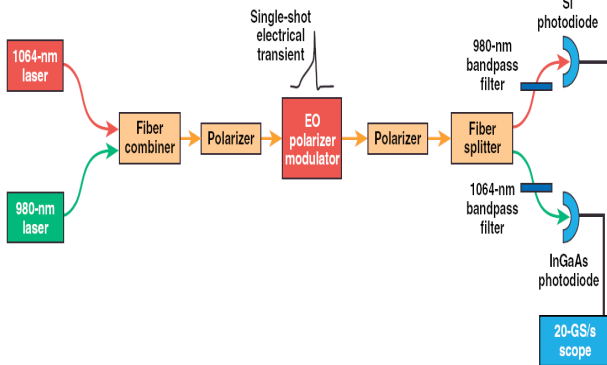 Si
photodiode
Single-shot
electrical
transient
980-nm
bandpass
filter
1064-nm
laser
Fiber
combiner
Polarizer
EO
polarizer
modulator
Polarizer
Fiber
splitter
1064-nm
bandpass
filter
980-nm
laser
InGaAs
photodiode
20-GS/s
scope